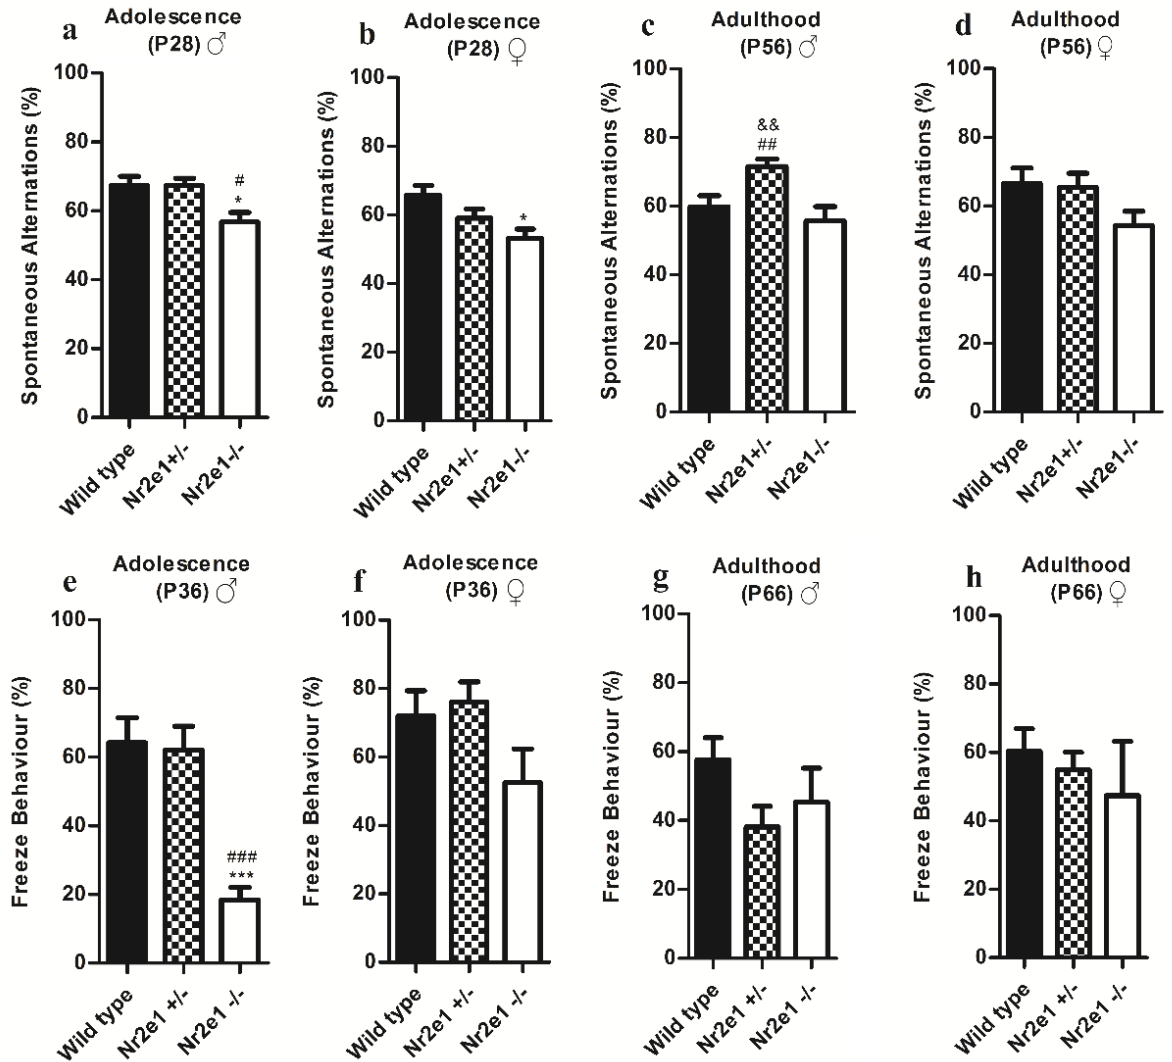 a Adolescence
(P28) ♂
Spontaneous Alternations (%)
100
80
60
40
20
0
#
*
Wild type
Nr2e1+/-
Nr2e1-/-
b Adolescence
(P28) ♀
Spontaneous Alternations (%)
100
80
60
40
20
0
*
Wild type
Nr2e1+/-
Nr2e1-/-
c Adulthood
(P56) ♂
Spontaneous Alternations (%)
100
80
60
40
20
0
&&
##
Wild type
Nr2e1+/-
Nr2e1-/-
d Adulthood
(P56) ♀
Spontaneous Alternations (%)
100
80
60
40
20
0
Wild type
Nr2e1+/-
Nr2e1-/-
e Adolescence
(P36) ♂
Freeze Behaviour (%)
100
80
60
40
20
0
###
***
Wild type
Nr2e1 +/-
Nr2e1 -/-
f Adolescence
(P36) ♀
Freeze Behaviour (%)
100
80
60
40
20
0
Wild type
Nr2e1 +/-
Nr2e1 -/-
g Adulthood
(P66) ♂
Freeze Behaviour (%)
100
80
60
40
20
0
Wild type
Nr2e1 +/-
Nr2e1 -/-
h Adulthood
(P66) ♀
Freeze Behaviour (%)
100
80
60
40
20
0
Wild type
Nr2e1 +/-
Nr2e1 -/-